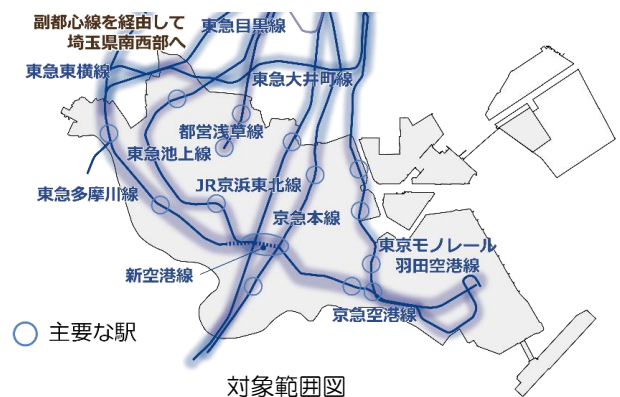 副都心線を経由して
埼玉県南西部へ
東急目黒線
東急東横線
東急大井町線
都営浅草線
東急池上線
東急多摩川線
JR京浜東北線
京急本線
東京モノレール
羽田空港線
新空港線
京急空港線
主要な駅
対象範囲図